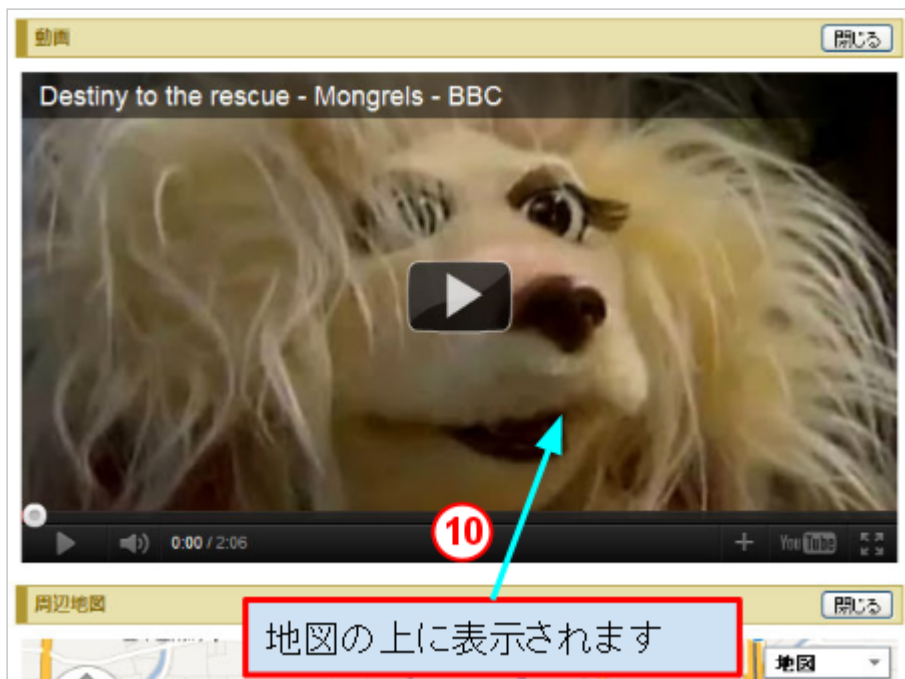 動画
閉じる
Destiny to the rescue - Mongrels - BBC
0:00 / 2:06
10
YouTube
周辺地図
閉じる
地図の上に表示されます
地図